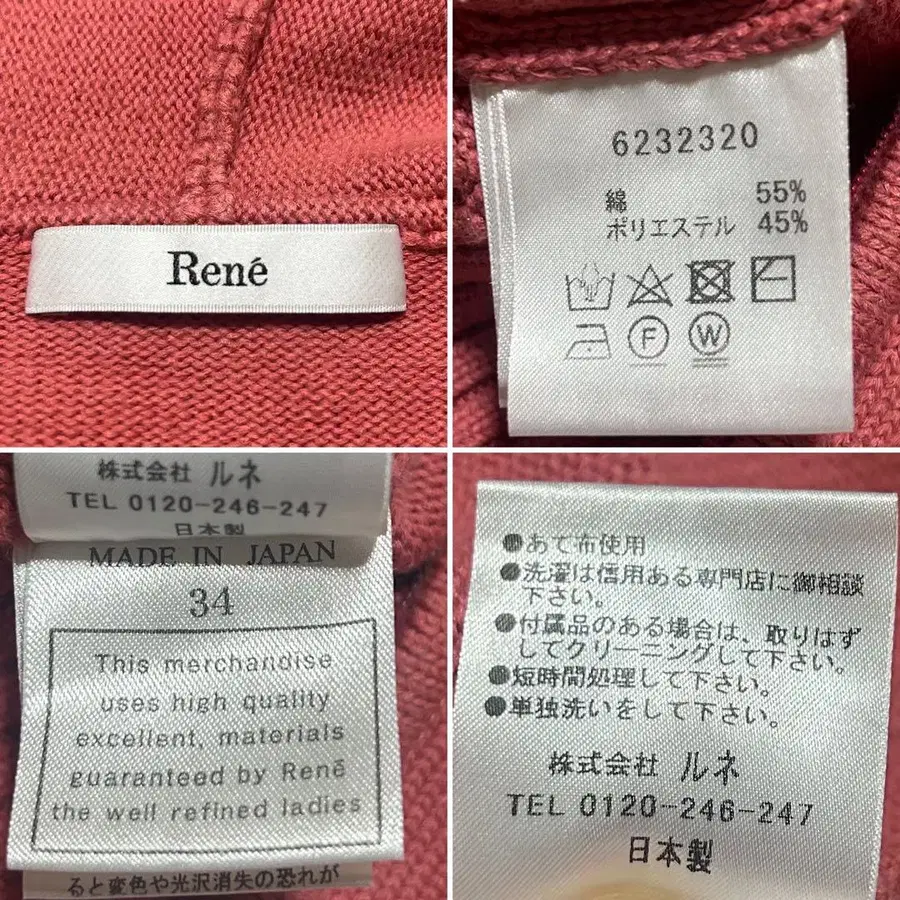 René
6232320
綿 55%
ポリエステル 45%
F W
株式会社 ルネ
TEL 0120-246-247
日本製
MADE IN JAPAN
34
This merchandise
uses high quality
excellent, materials
guaranteed by René
the well refined ladies
ると変色や光沢消失の恐れが
●あて布使用
●洗濯は信用ある専門店に御相談
下さい。
●付属品のある場合は、取りはず
してクリーニングして下さい。
●短時間処理して下さい。
●単独洗いをして下さい。
株式会社 ルネ
TEL 0120-246-247
日本製